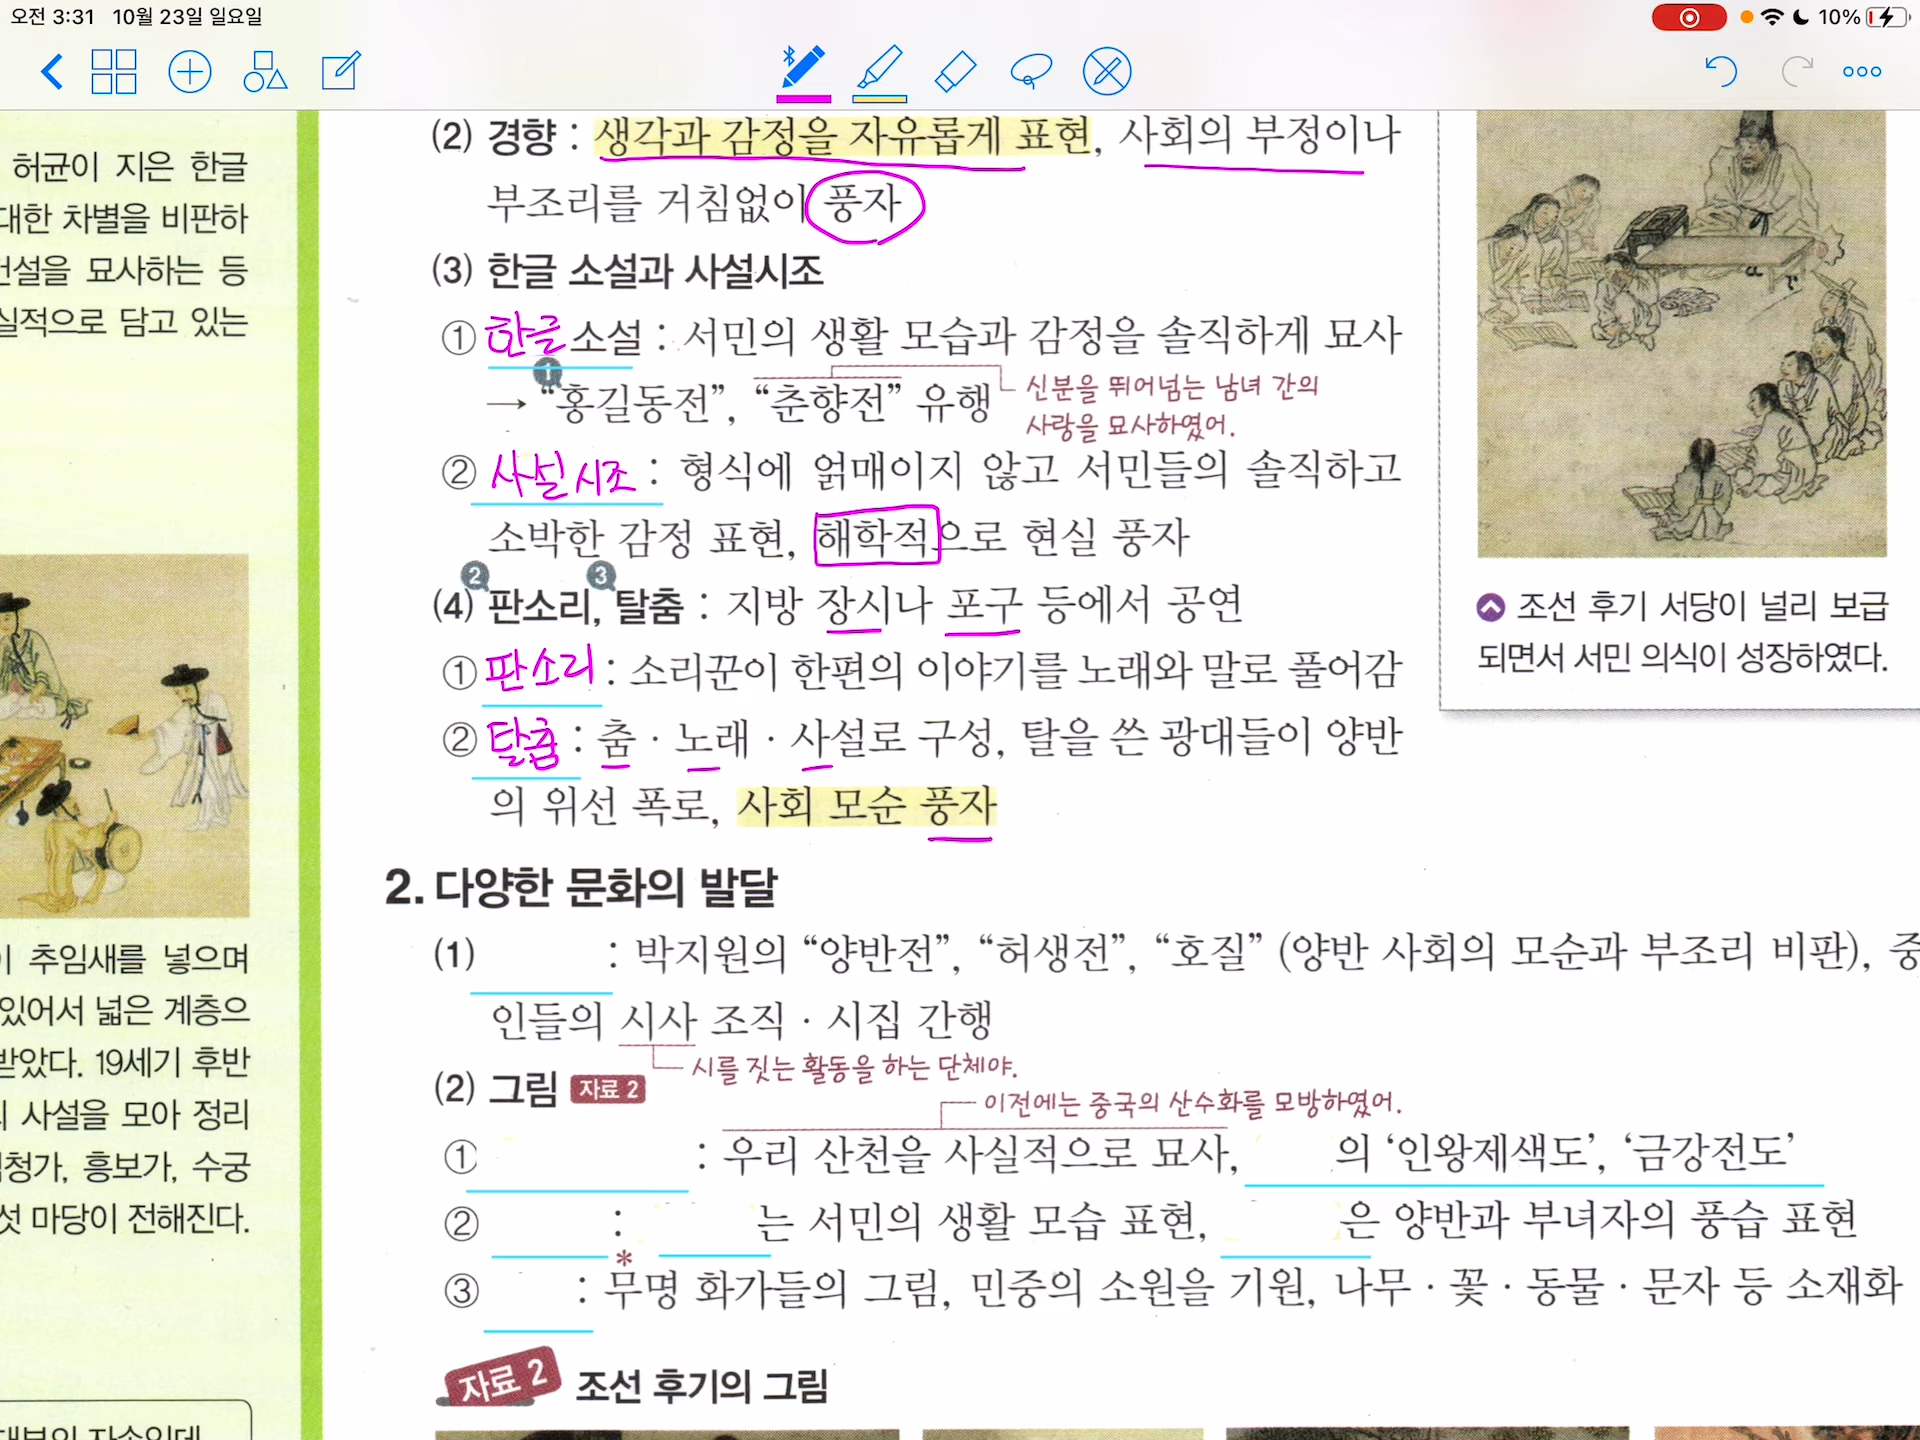 오전 3:31 10월 23일 일요일
10%
허균이 지은 한글
대한 차별을 비판하
건설을 묘사하는 등
실적으로 담고 있는
추임새를 넣으며
있어서 넓은 계층으
받았다. 19세기 후반
사설을 모아 정리
청가, 흥보가, 수궁
섯 마당이 전해진다.
(2) 경향 : 생각과 감정을 자유롭게 표현, 사회의 부정이나
부조리를 거침없이 풍자
(3) 한글 소설과 사설시조
① 한글 소설 : 서민의 생활 모습과 감정을 솔직하게 묘사
1
→ “홍길동전”, “춘향전” 유행
신분을 뛰어넘는 남녀 간의
사랑을 묘사하였어.
② 사설시조 : 형식에 얽매이지 않고 서민들의 솔직하고
소박한 감정 표현, 해학적으로 현실 풍자
2 3
(4) 판소리, 탈춤 : 지방 장시나 포구 등에서 공연
① 판소리 : 소리꾼이 한편의 이야기를 노래와 말로 풀어감
② 탈춤 : 춤 · 노래 · 사설로 구성, 탈을 쓴 광대들이 양반
의 위선 폭로, 사회 모순 풍자
조선 후기 서당이 널리 보급
되면서 서민 의식이 성장하였다.
2. 다양한 문화의 발달
(1) : 박지원의 “양반전”, “허생전”, “호질” (양반 사회의 모순과 부조리 비판), 중
인들의 시사 조직 · 시집 간행
시를 짓는 활동을 하는 단체야.
(2) 그림 자료 2
이전에는 중국의 산수화를 모방하였어.
① : 우리 산천을 사실적으로 묘사, 의 ‘인왕제색도’, ‘금강전도’
② : 는 서민의 생활 모습 표현, 은 양반과 부녀자의 풍습 표현
③ : *무명 화가들의 그림, 민중의 소원을 기원, 나무 · 꽃 · 동물 · 문자 등 소재화
자료 2 조선 후기의 그림